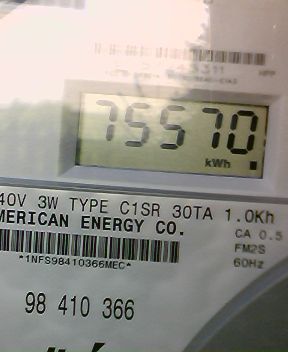 75570
kWh
40V 3W TYPE C1SR 30TA 1.0Kh
MERICAN ENERGY CO.
CA 0.5
FM2S
*1NFS98410366MEC*
60Hz
98 410 366